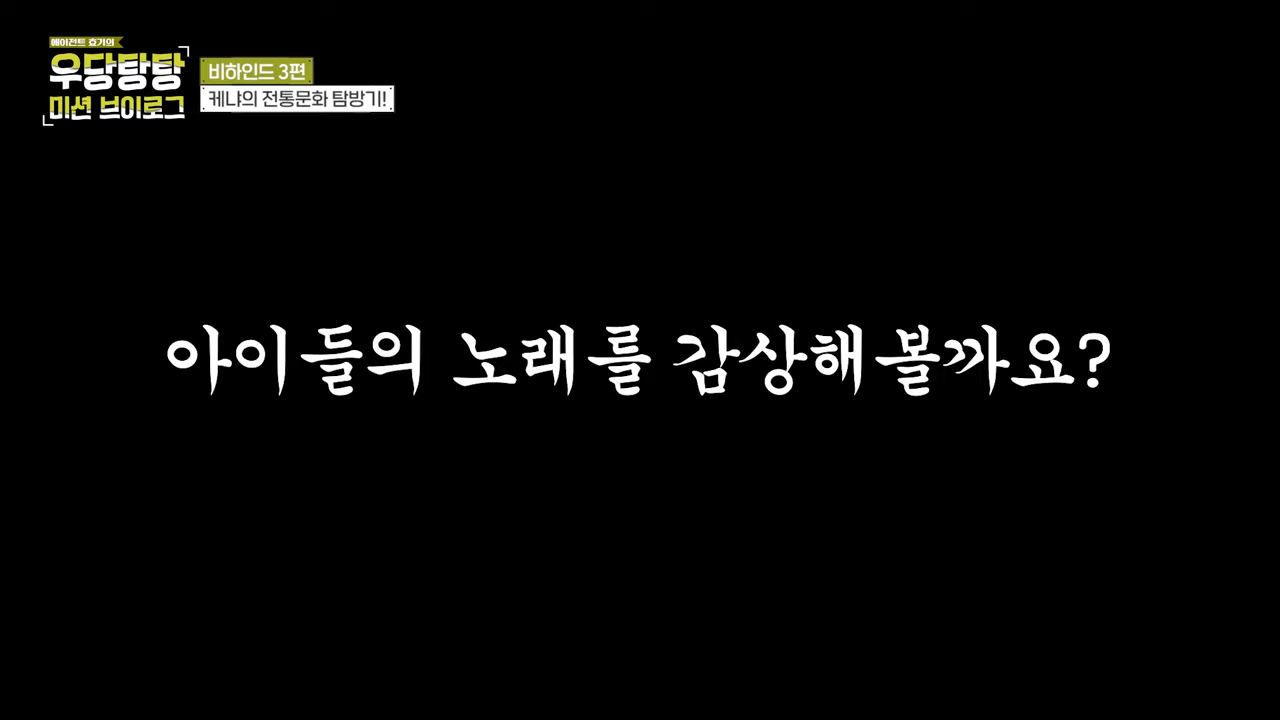 에이전트 효기의
우당탕탕
미션 브이로그
비하인드 3편
케냐의 전통문화 탐방기!
아이들의 노래를 감상해볼까요?